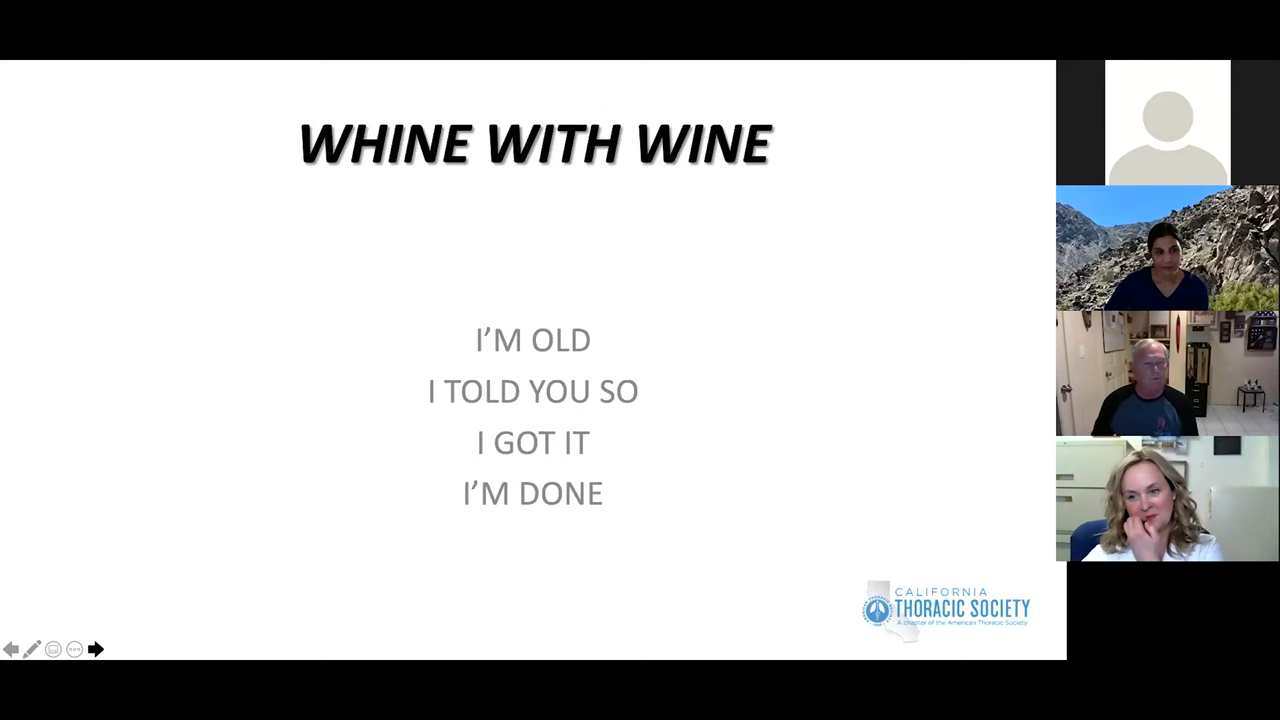 WHINE WITH WINE
I’M OLD
I TOLD YOU SO
I GOT IT
I’M DONE
CALIFORNIA
THORACIC SOCIETY
A chapter of the American Thoracic Society